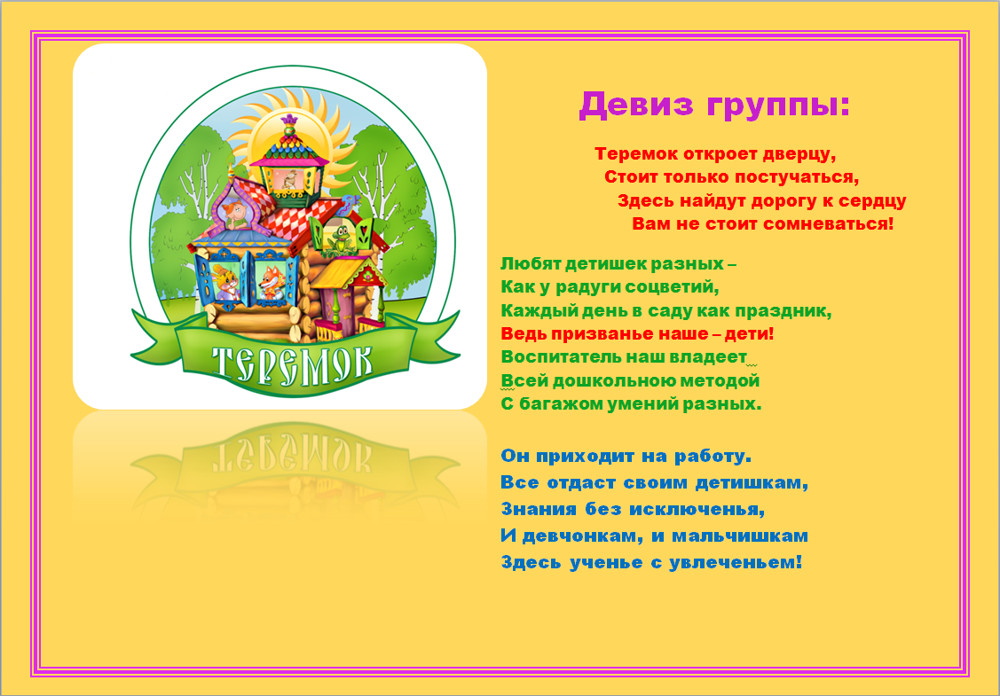 ТЕРЕМОК
Девиз группы:
Теремок откроет дверцу,
Стоит только постучаться,
Здесь найдут дорогу к сердцу
Вам не стоит сомневаться!
Любят детишек разных –
Как у радуги соцветий,
Каждый день в саду как праздник,
Ведь призванье наше – дети!
Воспитатель наш владеет
Всей дошкольною методой
С багажом умений разных.
Он приходит на работу.
Все отдаст своим детишкам,
Знания без исключенья,
И девчонкам, и мальчишкам
Здесь ученье с увлеченьем!